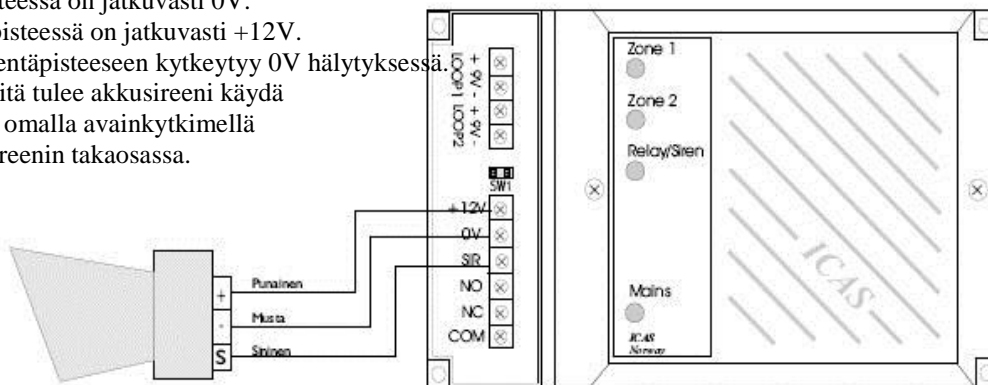 teessä on jatkuvasti 0V.
pisteessä on jatkuvasti +12V.
entäpisteeseen kytkeytyy 0V hälytyksessä.
itä tulee akkusireeni käydä
omalla avainkytkimellä
reenin takaosassa.
+ 9V - + 9V -
LOOP1 LOOP2
SW1
+12V
0V
SIR
NO
NC
COM
Punainen
Musta
Sininen
+
-
S
Zone 1
Zone 2
Relay/Siren
Mains
ICAS
Norway
ICAS